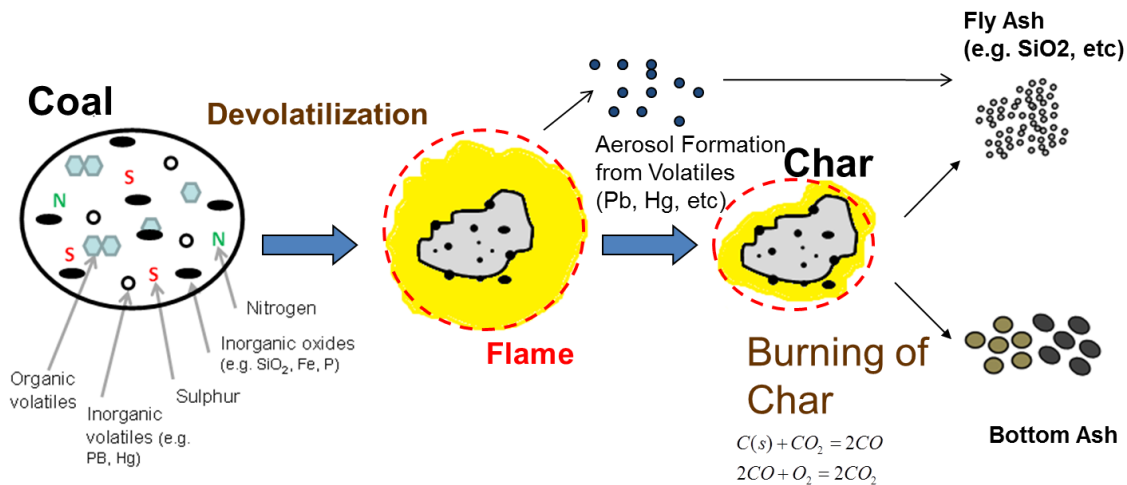 Coal
Devolatilization
N
S
S
S
N
Nitrogen
Inorganic oxides
(e.g. SiO₂, Fe, P)
Sulphur
Organic
volatiles
Inorganic
volatiles (e.g.
PB, Hg)
Flame
Aerosol Formation
from Volatiles
(Pb, Hg, etc)
Char
Burning of
Char
C(s) + CO₂ = 2CO
2CO + O₂ = 2CO₂
Fly Ash
(e.g. SiO2, etc)
Bottom Ash